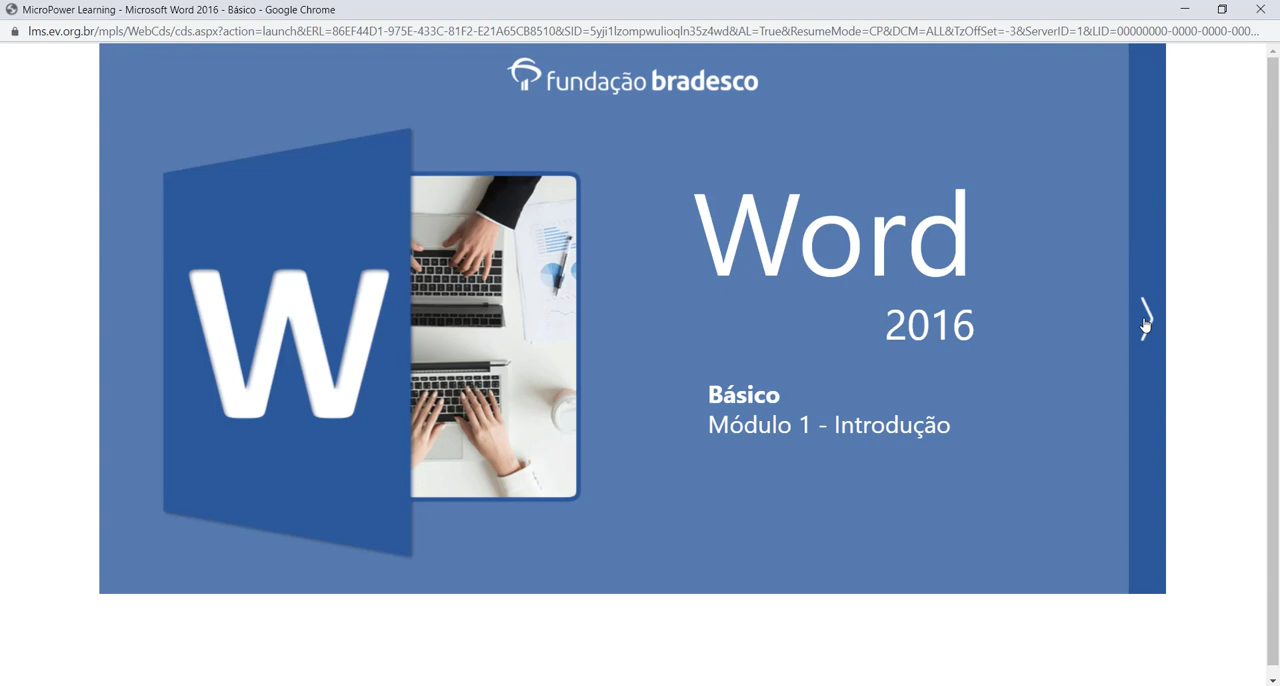 MicroPower Learning - Microsoft Word 2016 - Básico - Google Chrome
lms.ev.org.br/mpls/WebCds/cds.aspx?action=launch&ERL=86EF44D1-975E-433C-81F2-E21A65CB8510&SID=5yji1lzompwulioqln35z4wd&AL=True&ResumeMode=CP&DCM=ALL&TzOffSet=-3&ServerID=1&LID=00000000-0000-0000-000...
fundação bradesco
W
Word
2016
Básico
Módulo 1 - Introdução